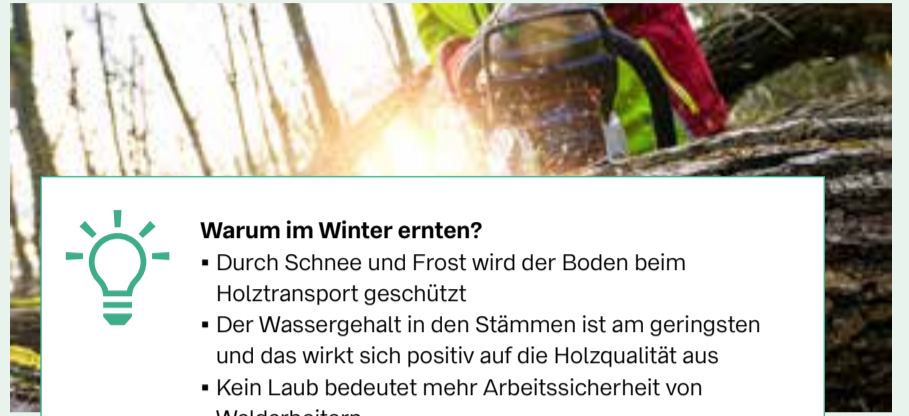 Warum im Winter ernten?
▪ Durch Schnee und Frost wird der Boden beim
Holztransport geschützt
▪ Der Wassergehalt in den Stämmen ist am geringsten
und das wirkt sich positiv auf die Holzqualität aus
▪ Kein Laub bedeutet mehr Arbeitssicherheit von